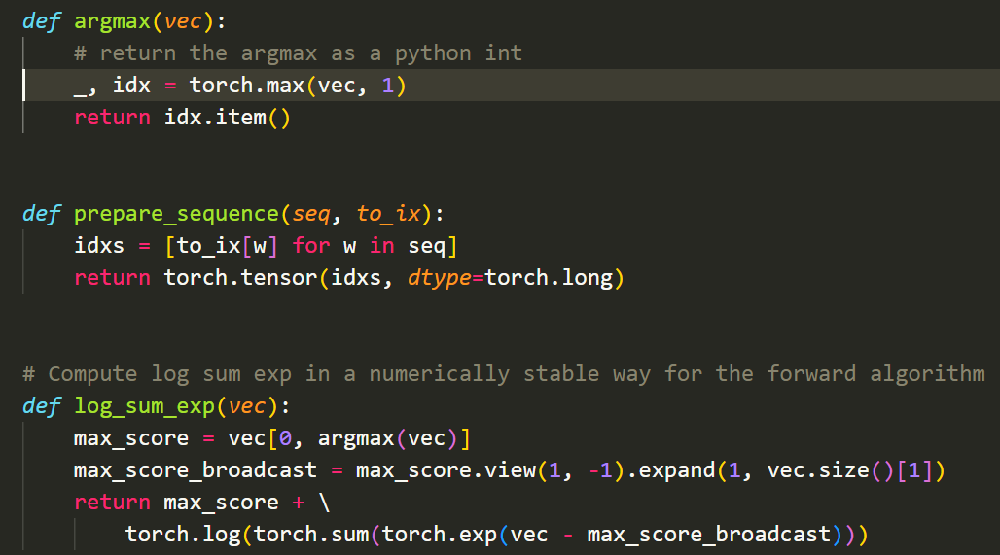 def argmax(vec):
    # return the argmax as a python int
    _, idx = torch.max(vec, 1)
    return idx.item()
def prepare_sequence(seq, to_ix):
    idxs = [to_ix[w] for w in seq]
    return torch.tensor(idxs, dtype=torch.long)
# Compute log sum exp in a numerically stable way for the forward algorithm
def log_sum_exp(vec):
    max_score = vec[0, argmax(vec)]
    max_score_broadcast = max_score.view(1, -1).expand(1, vec.size()[1])
    return max_score + \
        torch.log(torch.sum(torch.exp(vec - max_score_broadcast)))